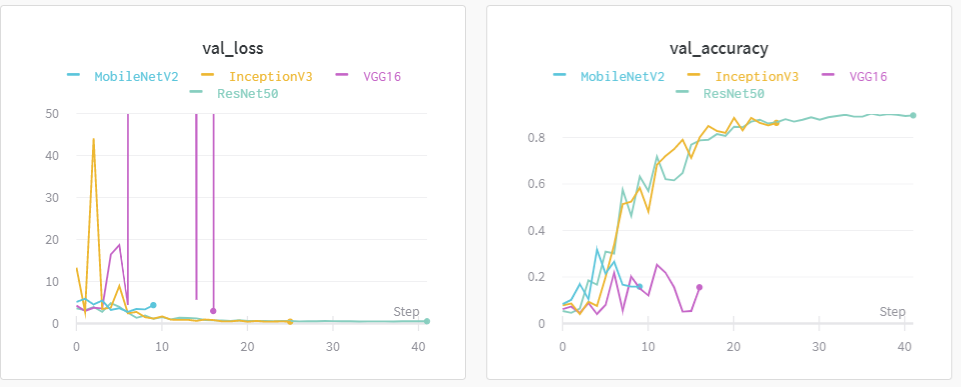 val_loss
MobileNetV2 InceptionV3 VGG16
ResNet50
50
40
30
20
10
0
Step
0 10 20 30 40
val_accuracy
MobileNetV2 InceptionV3 VGG16
ResNet50
0.8
0.6
0.4
0.2
0
Step
0 10 20 30 40